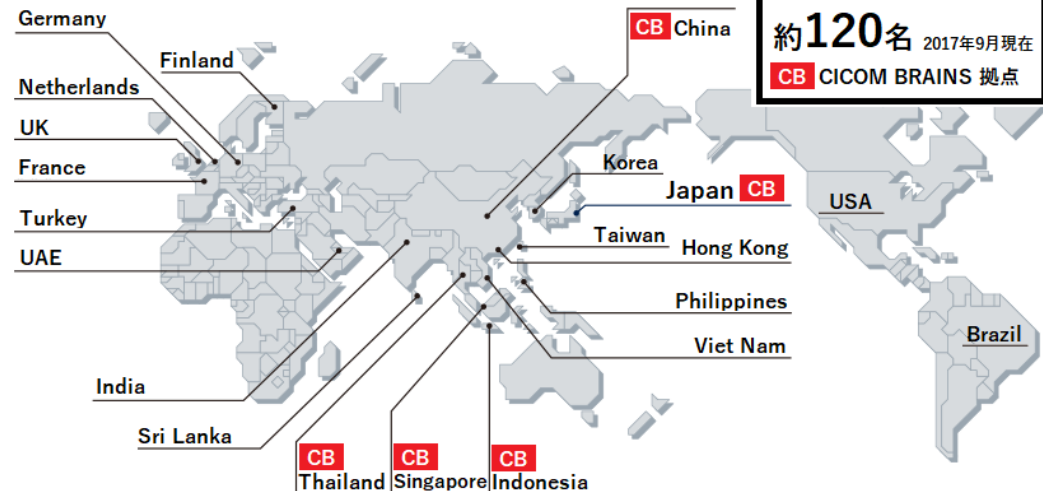 Germany
CB China
約120名 2017年9月現在
CB CICOM BRAINS 拠点
Finland
Netherlands
UK
France
Korea
Japan CB
USA
Turkey
Taiwan
UAE
Hong Kong
Philippines
Brazil
Viet Nam
India
Sri Lanka
CB
Thailand
CB
Singapore
CB
Indonesia